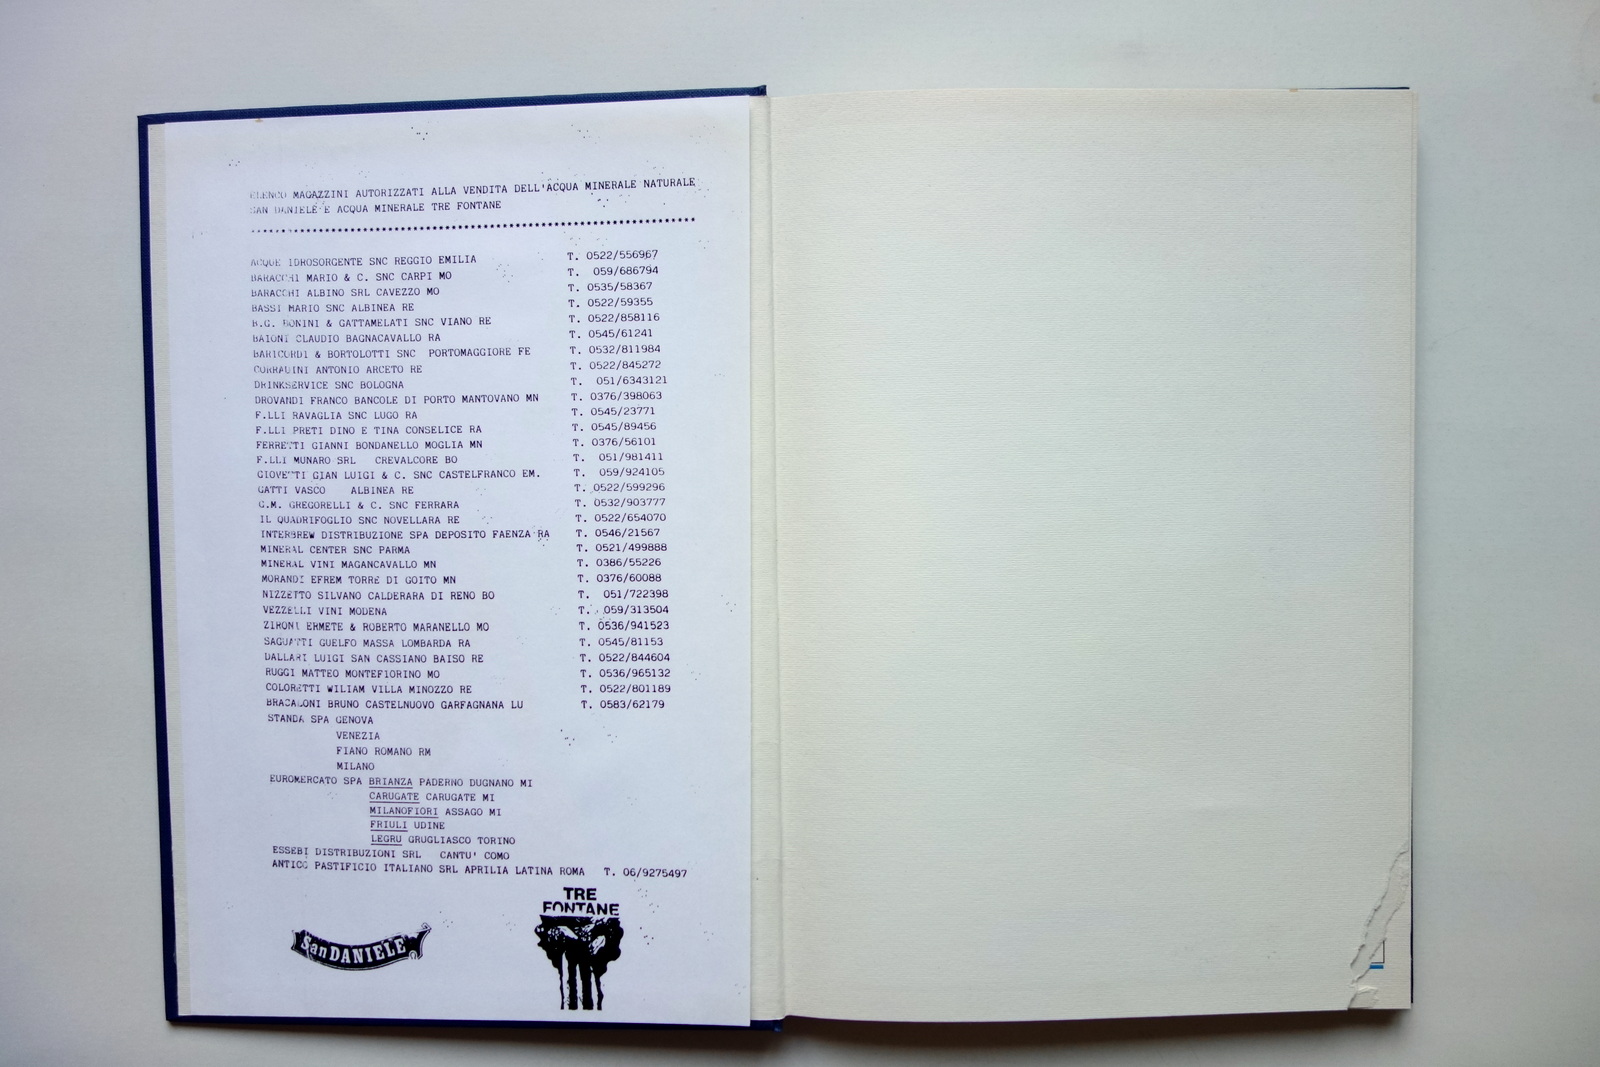 ELENCO MAGAZZINI AUTORIZZATI ALLA VENDITA DELL'ACQUA MINERALE NATURALE
SAN DANIELE E ACQUA MINERALE TRE FONTANE
ACQUE IDROSORGENTE SNC REGGIO EMILIA T. 0522/556967
BARACCHI MARIO & C. SNC CARPI MO T. 059/686794
BARACCHI ALBINO SRL CAVEZZO MO T. 0535/58367
BASSI MARIO SNC ALBINEA RE T. 0522/59355
B.G. BONINI & GATTAMELATI SNC VIANO RE T. 0522/858116
BAIONI CLAUDIO BAGNACAVALLO RA T. 0545/61241
BARICORDI & BORTOLOTTI SNC PORTOMAGGIORE FE T. 0532/811984
CORRADINI ANTONIO ARCETO RE T. 0522/845272
DRINKSERVICE SNC BOLOGNA T. 051/6343121
DROVANDI FRANCO BANCOLE DI PORTO MANTOVANO MN T. 0376/398063
F.LLI RAVAGLIA SNC LUGO RA T. 0545/23771
F.LLI PRETI DINO E TINA CONSELICE RA T. 0545/89456
FERRETTI GIANNI BONDANELLO MOGLIA MN T. 0376/56101
F.LLI MUNARO SRL CREVALCORE BO T. 051/981411
GIOVETTI GIAN LUIGI & C. SNC CASTELFRANCO EM. T. 059/924105
GATTI VASCO ALBINEA RE T. 0522/599296
G.M. GREGORELLI & C. SNC FERRARA T. 0532/903777
IL QUADRIFOGLIO SNC NOVELLARA RE T. 0522/654070
INTERBREW DISTRIBUZIONE SPA DEPOSITO FAENZA RA T. 0546/21567
MINERAL CENTER SNC PARMA T. 0521/499888
MINERAL VINI MAGANCAVALLO MN T. 0386/55226
MORANDI EFREM TORRE DI GOITO MN T. 0376/60088
NIZZETTO SILVANO CALDERARA DI RENO BO T. 051/722398
VEZZELLI VINI MODENA T. 059/313504
ZIRONI ERMETE & ROBERTO MARANELLO MO T. 0536/941523
SAGUATTI GUELFO MASSA LOMBARDA RA T. 0545/81153
DALLARI LUIGI SAN CASSIANO BAISO RE T. 0522/844604
RUGGI MATTEO MONTEFIORINO MO T. 0536/965132
COLORETTI WILIAM VILLA MINOZZO RE T. 0522/801189
BRACALONI BRUNO CASTELNUOVO GARFAGNANA LU T. 0583/62179
STANDA SPA GENOVA
VENEZIA
FIANO ROMANO RM
MILANO
EUROMERCATO SPA BRIANZA PADERNO DUGNANO MI
CARUGATE CARUGATE MI
MILANOFIORI ASSAGO MI
FRIULI UDINE
LEGRU GRUGLIASCO TORINO
ESSEBI DISTRIBUZIONI SRL CANTU' COMO
ANTICO PASTIFICIO ITALIANO SRL APRILIA LATINA ROMA T. 06/9275497
San DANIELE
TRE
FONTANE